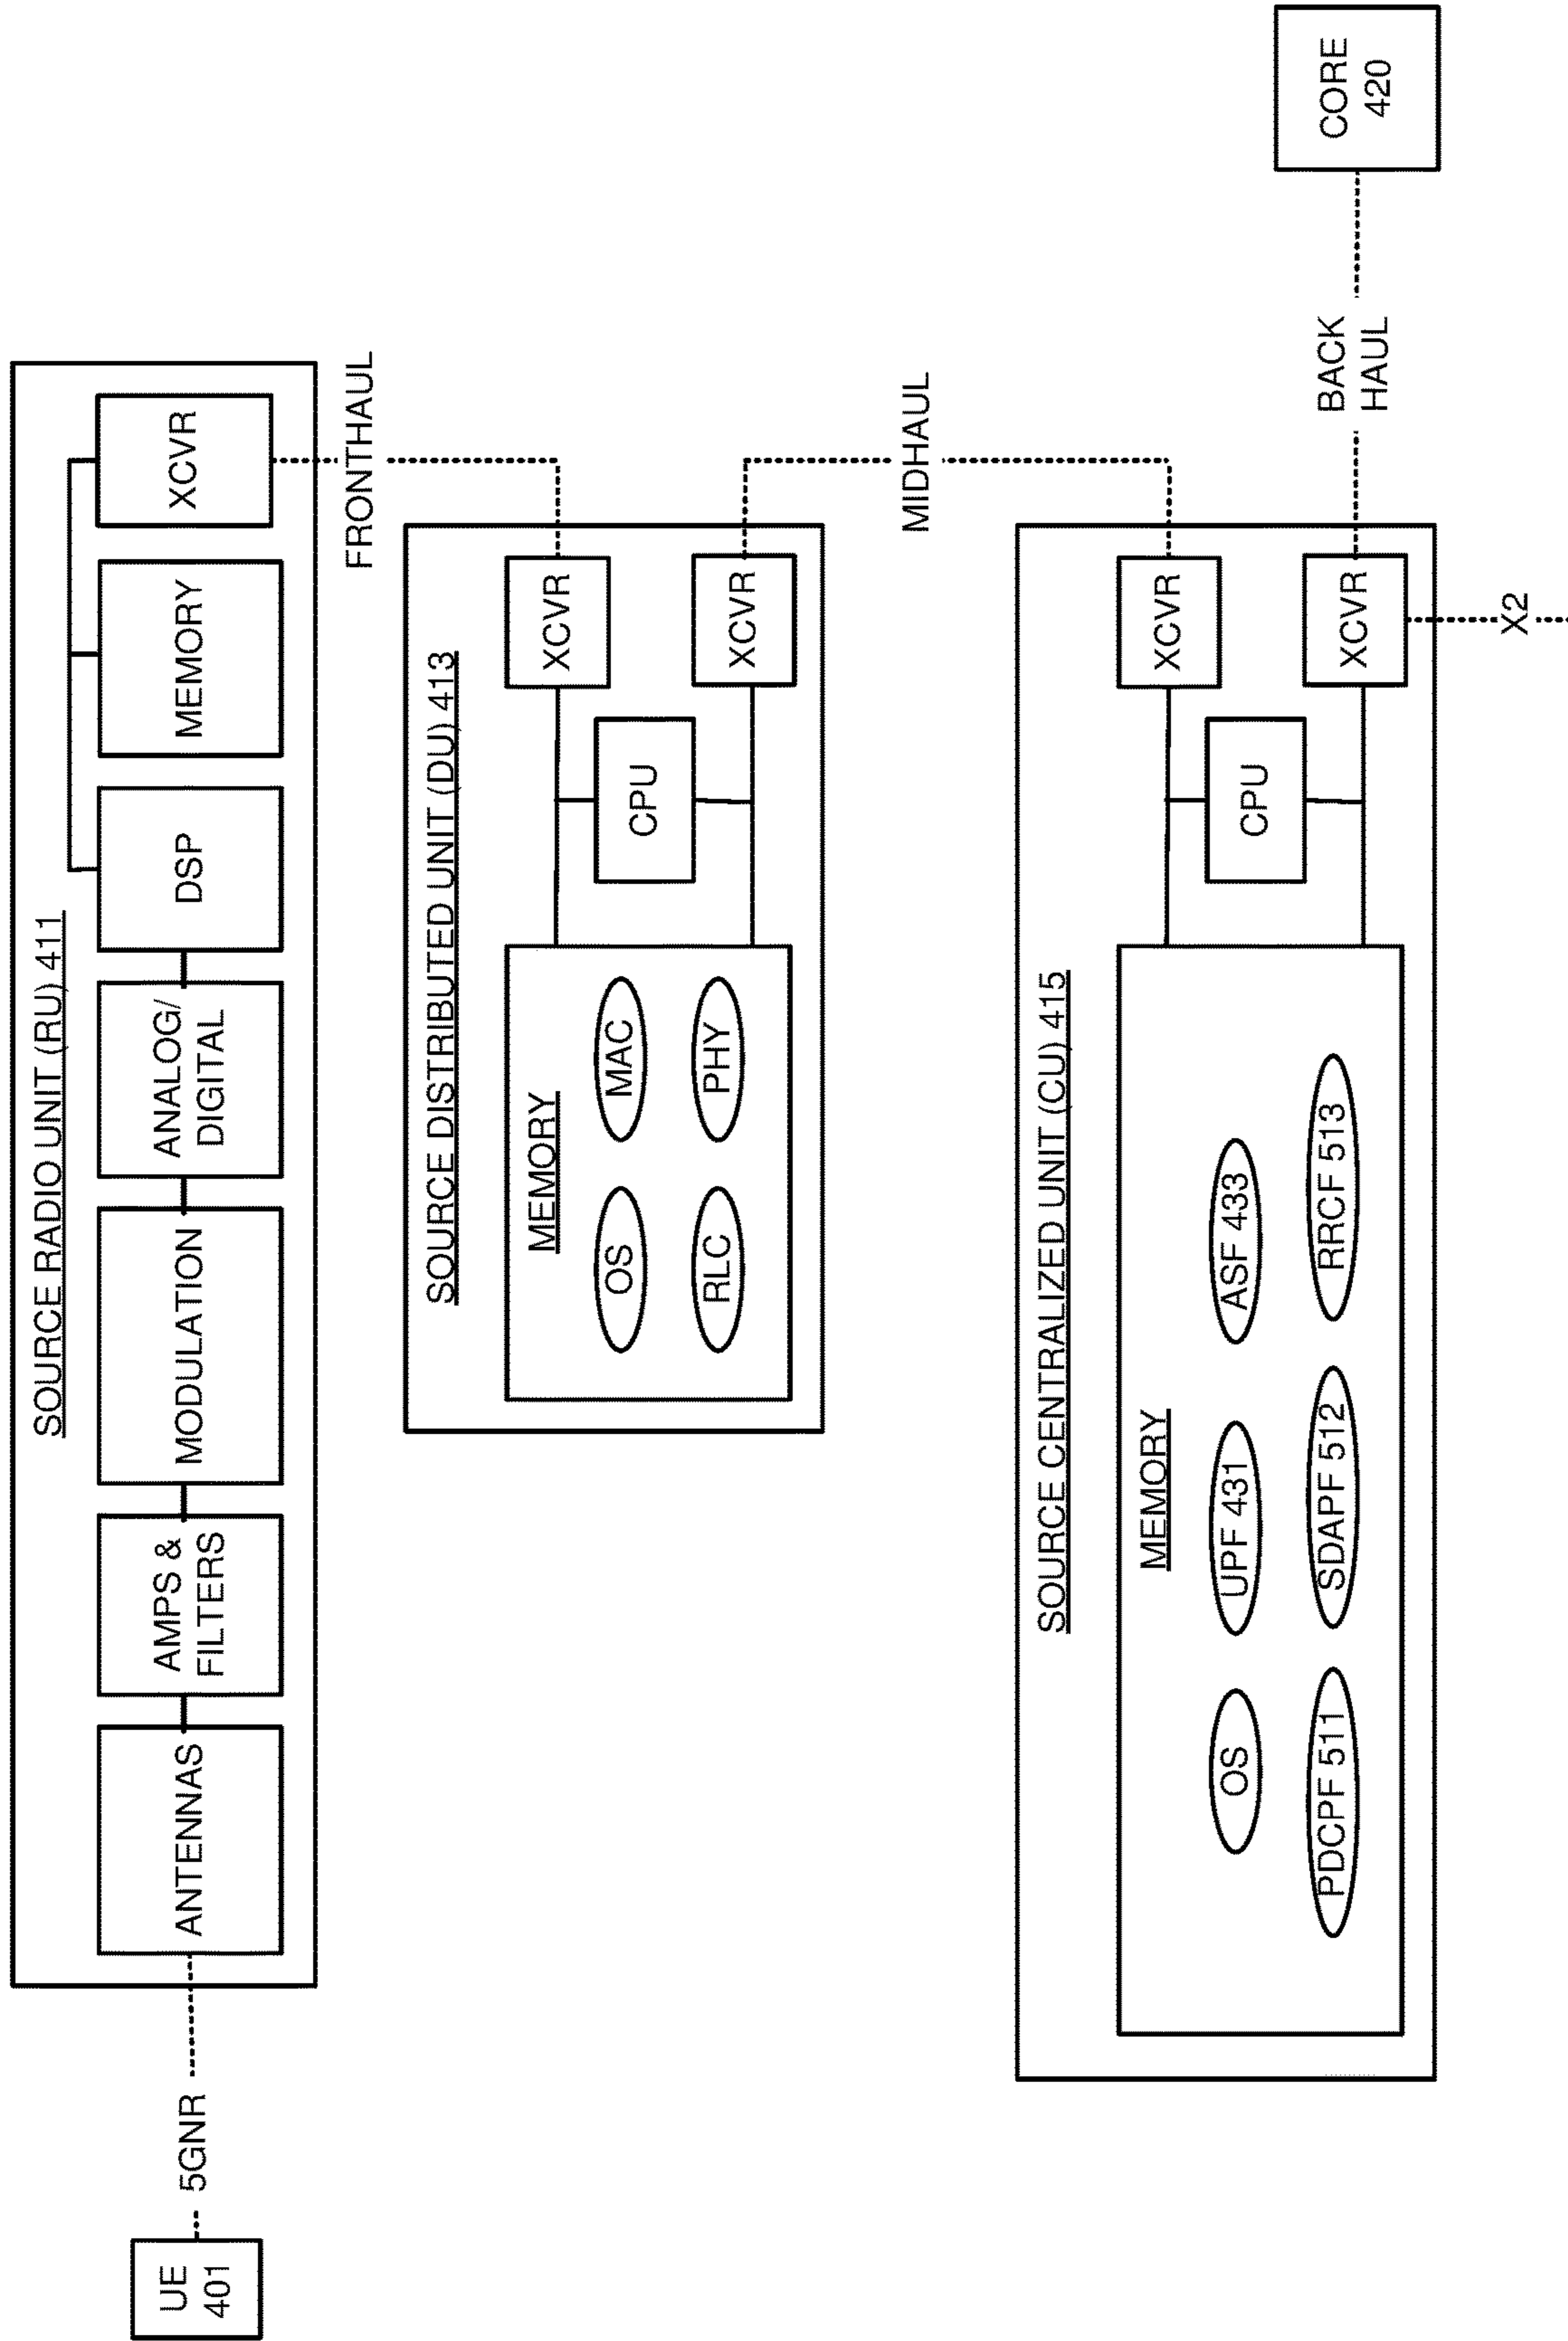 SOURCE RADIO UNIT (RU) 411
UE
401
5GNR
ANTENNAS
AMPS &
FILTERS
MODULATION
ANALOG/
DIGITAL
DSP
MEMORY
XCVR
FRONTHAUL
SOURCE DISTRIBUTED UNIT (DU) 413
MEMORY
OS
MAC
RLC
PHY
CPU
XCVR
XCVR
MIDHAUL
SOURCE CENTRALIZED UNIT (CU) 415
MEMORY
OS
UPF 431
ASF 433
PDCPF 511
SDAPF 512
RRCF 513
CPU
XCVR
XCVR
BACK
HAUL
CORE
420
X2